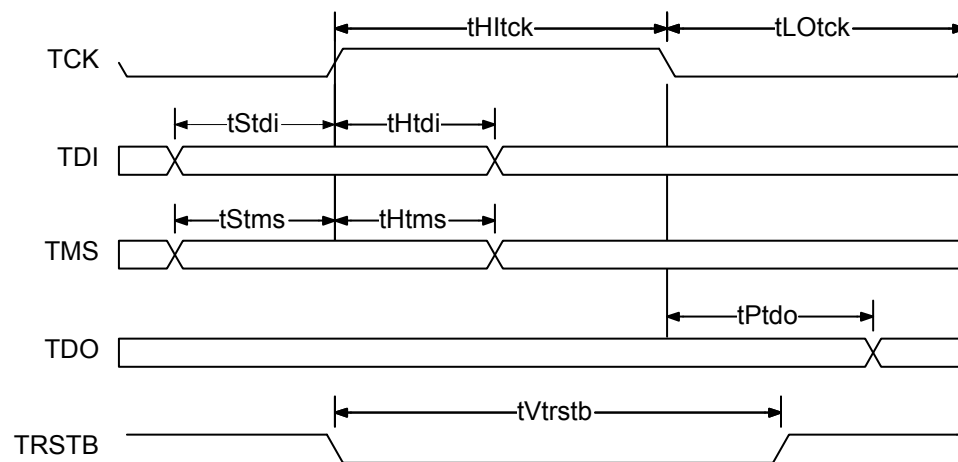 tHItck
tLOtck
TCK
tStdi
tHtdi
TDI
tStms
tHtms
TMS
tPtdo
TDO
tVtrstb
TRSTB